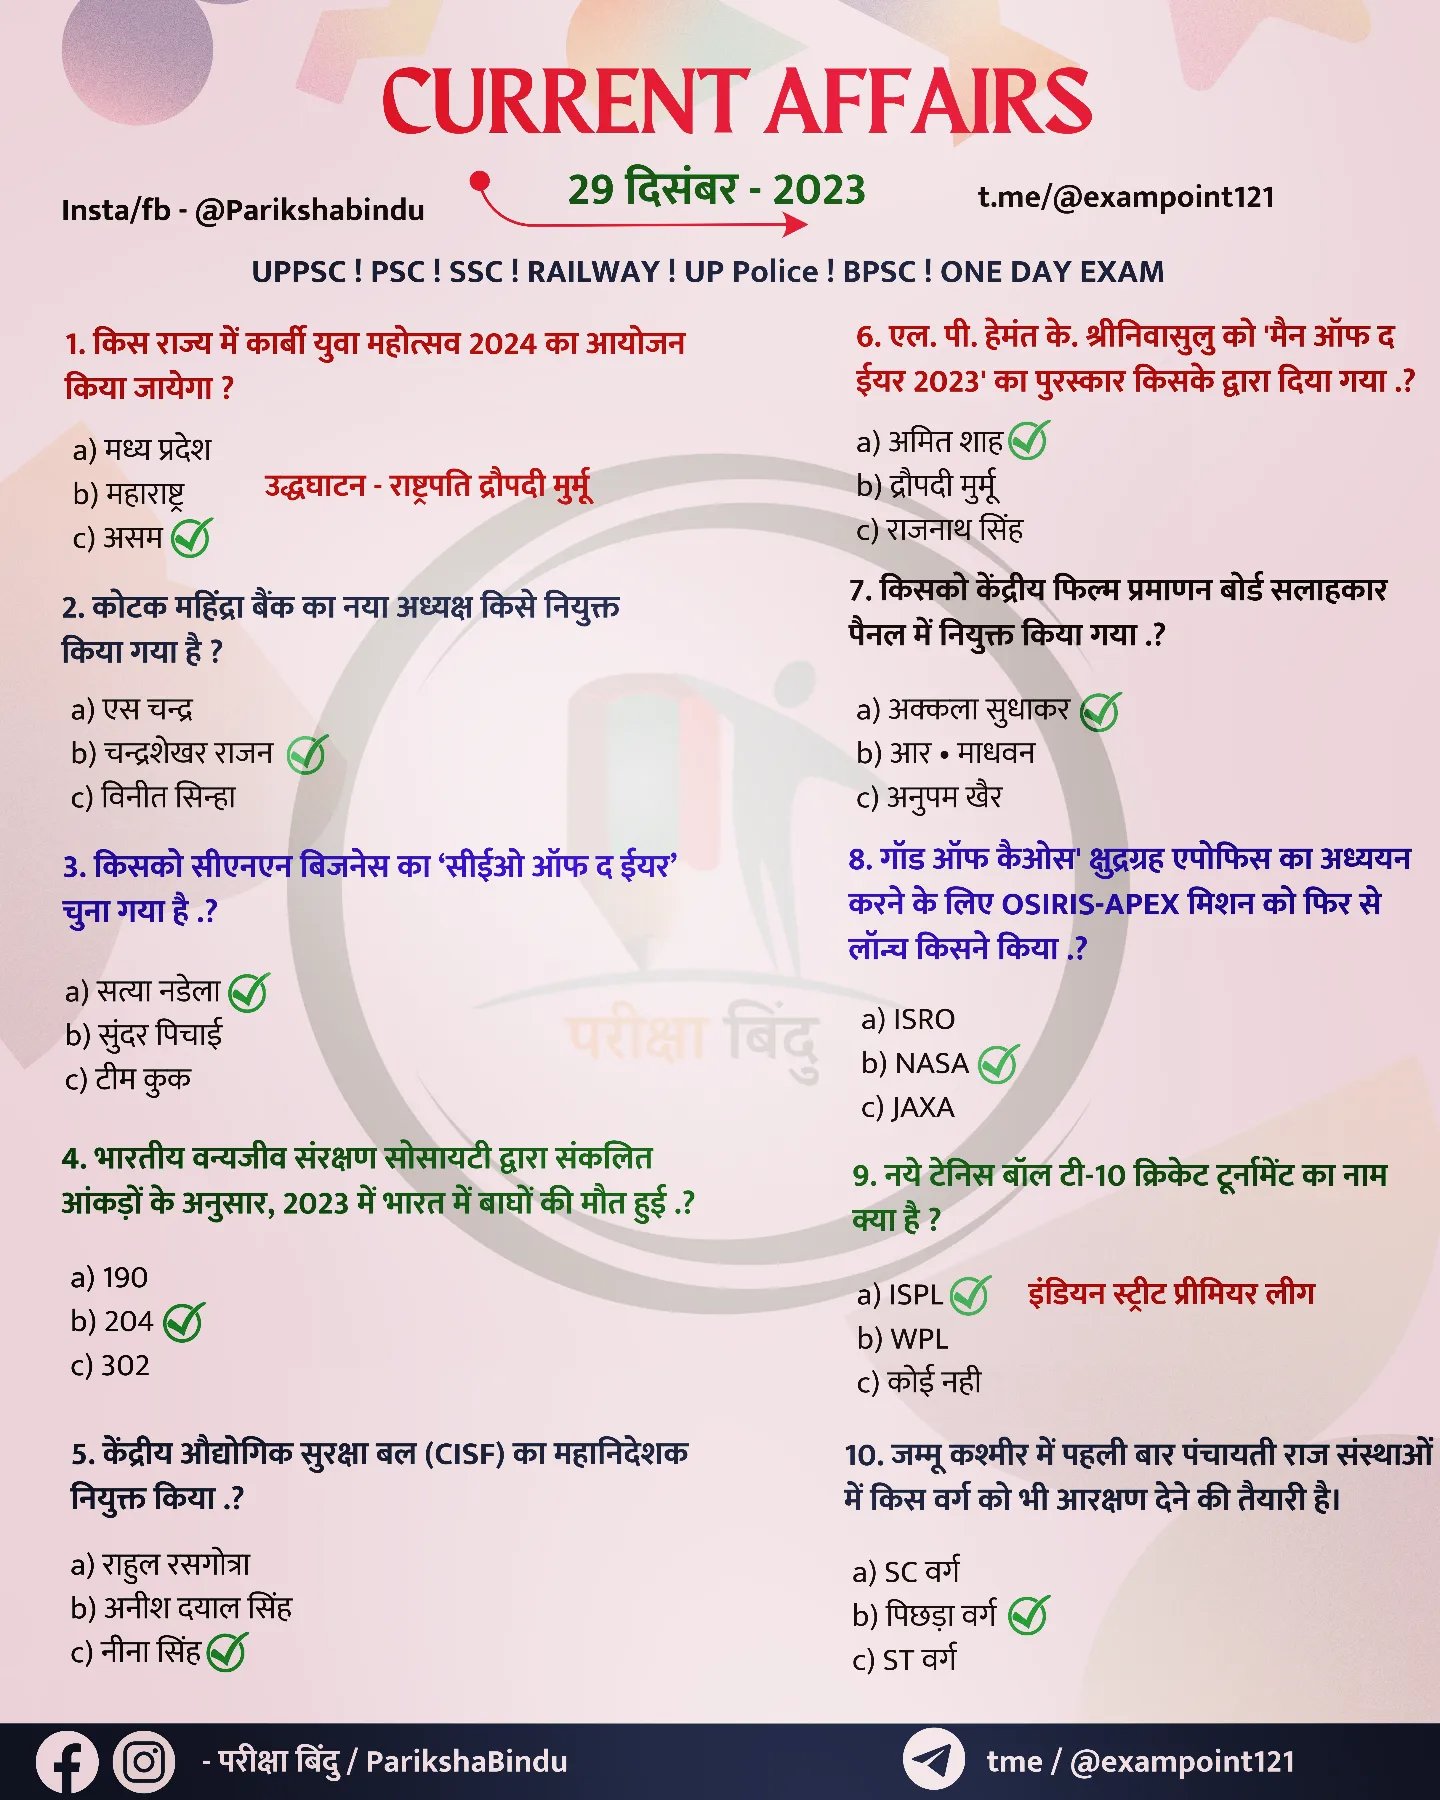 CURRENT AFFAIRS
29 दिसंबर - 2023
Insta/fb - @Parikshabindu
t.me/@exampoint121
UPPSC ! PSC ! SSC ! RAILWAY ! UP Police ! BPSC ! ONE DAY EXAM
1. किस राज्य में कार्बी युवा महोत्सव 2024 का आयोजन
किया जायेगा ?
a) मध्य प्रदेश
b) महाराष्ट्र
उद्धघाटन - राष्ट्रपति द्रौपदी मुर्मू
c) असम
2. कोटक महिंद्रा बैंक का नया अध्यक्ष किसे नियुक्त
किया गया है ?
a) एस चन्द्र
b) चन्द्रशेखर राजन
c) विनीत सिन्हा
3. किसको सीएनएन बिजनेस का ‘सीईओ ऑफ द ईयर’
चुना गया है .?
a) सत्या नडेला
b) सुंदर पिचाई
c) टीम कुक
4. भारतीय वन्यजीव संरक्षण सोसायटी द्वारा संकलित
आंकड़ों के अनुसार, 2023 में भारत में बाघों की मौत हुई .?
a) 190
b) 204
c) 302
5. केंद्रीय औद्योगिक सुरक्षा बल (CISF) का महानिदेशक
नियुक्त किया .?
a) राहुल रसगोत्रा
b) अनीश दयाल सिंह
c) नीना सिंह
6. एल. पी. हेमंत के. श्रीनिवासुलु को 'मैन ऑफ द
ईयर 2023' का पुरस्कार किसके द्वारा दिया गया .?
a) अमित शाह
b) द्रौपदी मुर्मू
c) राजनाथ सिंह
7. किसको केंद्रीय फिल्म प्रमाणन बोर्ड सलाहकार
पैनल में नियुक्त किया गया .?
a) अक्कला सुधाकर
b) आर • माधवन
c) अनुपम खैर
8. गॉड ऑफ कैओस' क्षुद्रग्रह एपोफिस का अध्ययन
करने के लिए OSIRIS-APEX मिशन को फिर से
लॉन्च किसने किया .?
a) ISRO
b) NASA
c) JAXA
9. नये टेनिस बॉल टी-10 क्रिकेट टूर्नामेंट का नाम
क्या है ?
a) ISPL
इंडियन स्ट्रीट प्रीमियर लीग
b) WPL
c) कोई नही
10. जम्मू कश्मीर में पहली बार पंचायती राज संस्थाओं
में किस वर्ग को भी आरक्षण देने की तैयारी है।
a) SC वर्ग
b) पिछड़ा वर्ग
c) ST वर्ग
परीक्षा बिंदु
- परीक्षा बिंदु / ParikshaBindu
tme / @exampoint121